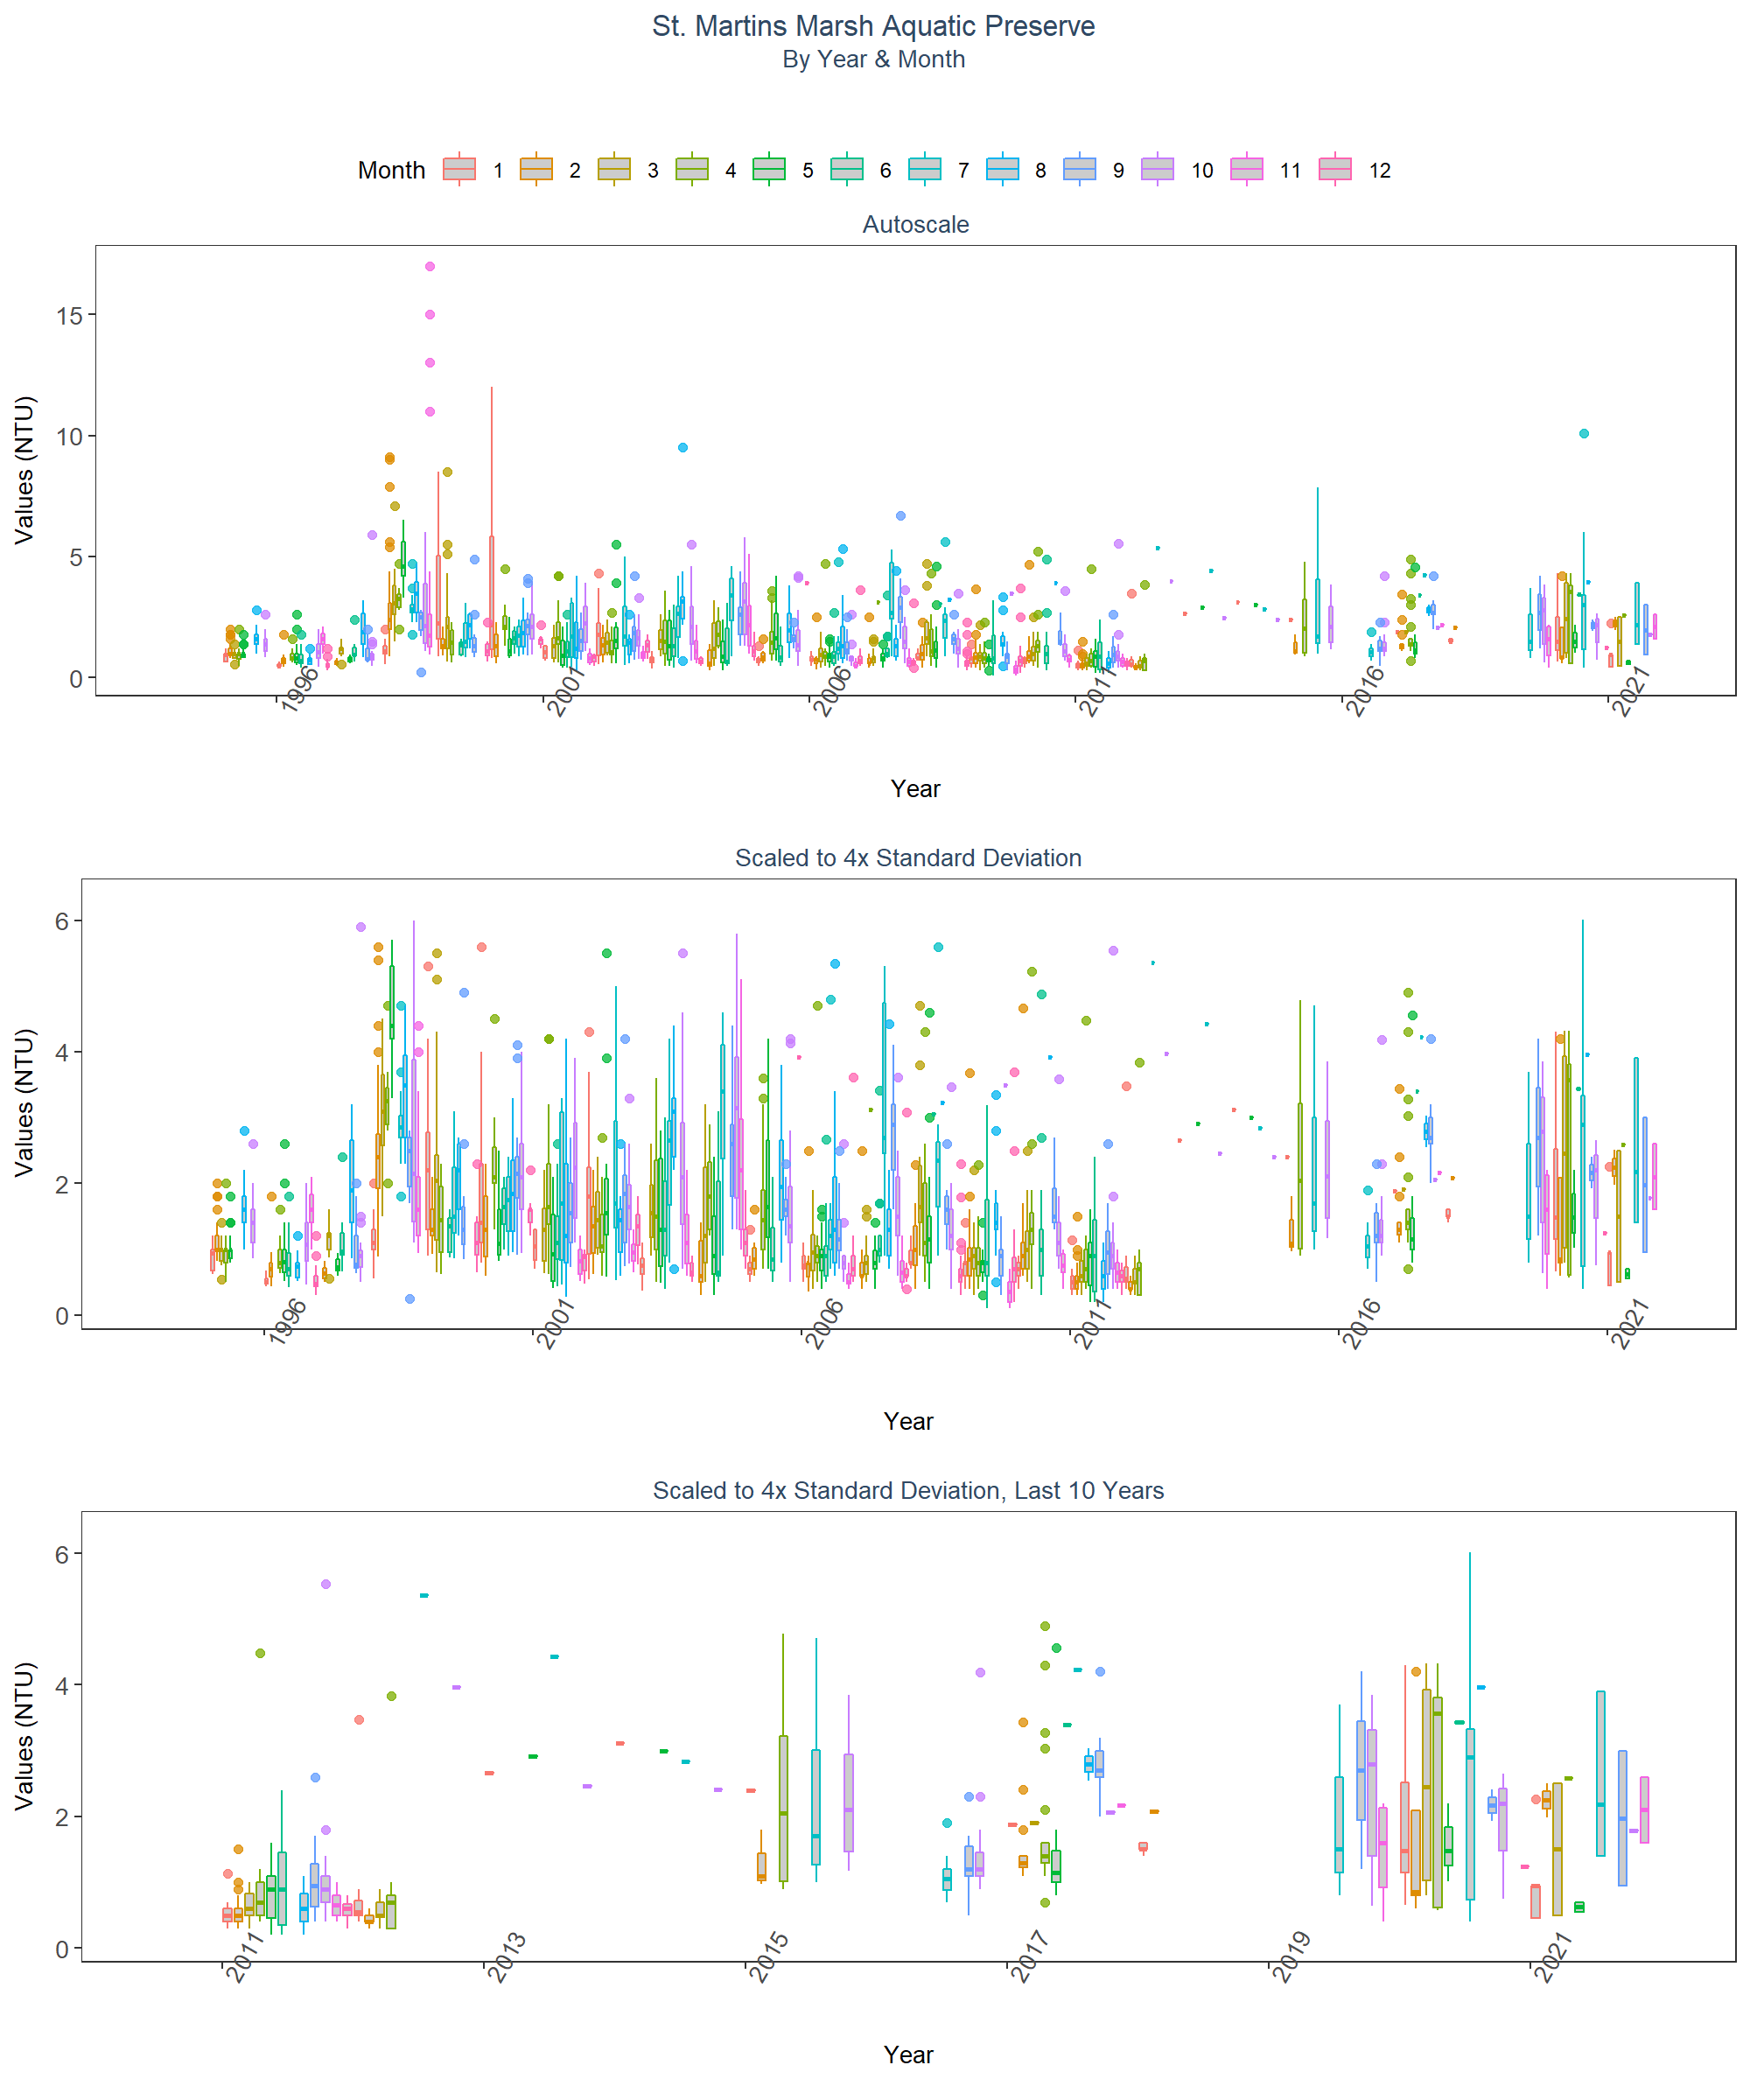 St. Martins Marsh Aquatic Preserve
By Year & Month
Month 1 2 3 4 5 6 7 8 9 10 11 12
Autoscale
Values (NTU)
15
10
5
0
1996 2001 2006 2011 2016 2021
Year
Scaled to 4x Standard Deviation
Values (NTU)
6
4
2
0
1996 2001 2006 2011 2016 2021
Year
Scaled to 4x Standard Deviation, Last 10 Years
Values (NTU)
6
4
2
0
2011 2013 2015 2017 2019 2021
Year